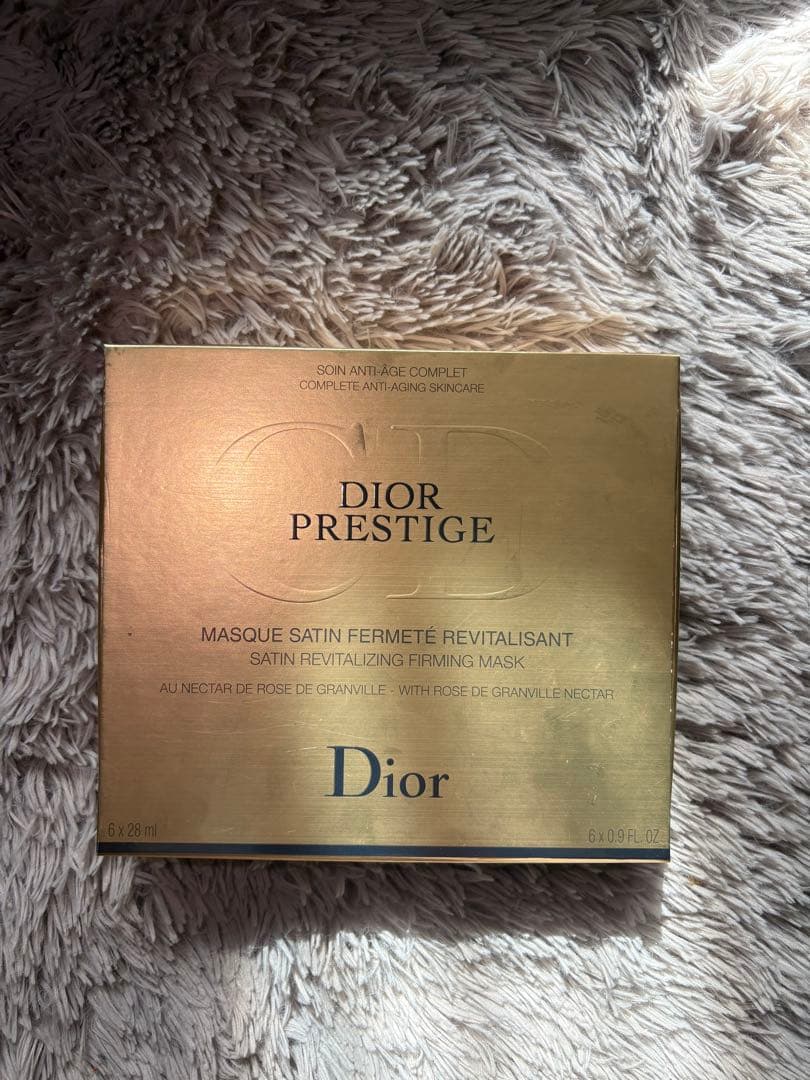 SOIN ANTI-ÂGE COMPLET
COMPLETE ANTI-AGING SKINCARE
CD
DIOR
PRESTIGE
MASQUE SATIN FERMETÉ REVITALISANT
SATIN REVITALIZING FIRMING MASK
AU NECTAR DE ROSE DE GRANVILLE - WITH ROSE DE GRANVILLE NECTAR
Dior
6 x 28 ml
6 x 0.9 FL. OZ